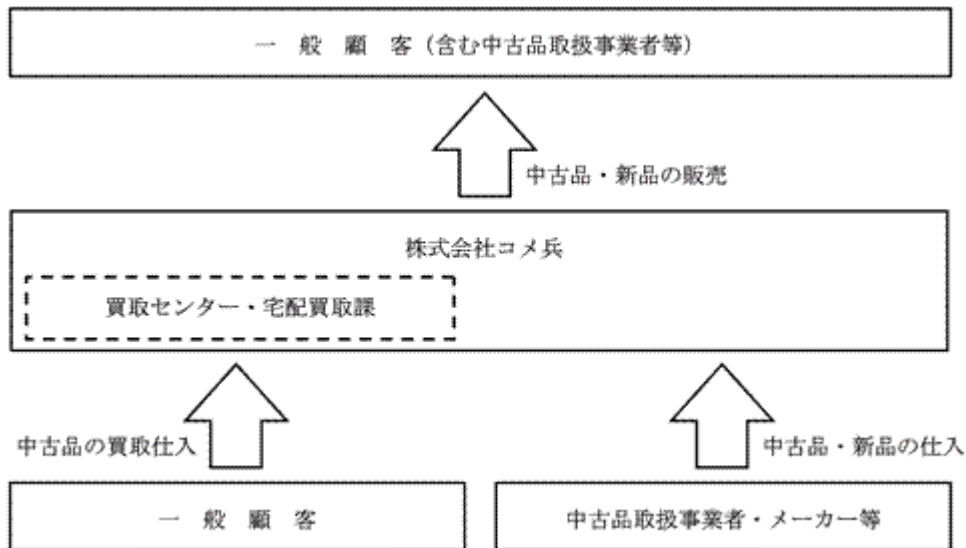 一 般 顧 客（含む中古品取扱事業者等）
中古品・新品の販売
株式会社コメ兵
買取センター・宅配買取課
中古品の買取仕入
中古品・新品の仕入
一 般 顧 客
中古品取扱事業者・メーカー等